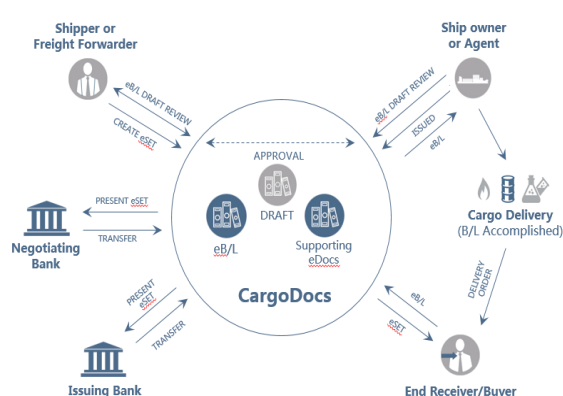 Shipper or
Freight Forwarder
Ship owner
or Agent
eB/L DRAFT REVIEW
CREATE eSET
eB/L DRAFT REVIEW
ISSUED
eB/L
APPROVAL
DRAFT
eB/L
Supporting
eDocs
CargoDocs
PRESENT eSET
TRANSFER
Negotiating
Bank
Cargo Delivery
(B/L Accomplished)
DELIVERY
ORDER
PRESENT
eSET
TRANSFER
eB/L
eSET
Issuing Bank
End Receiver/Buyer